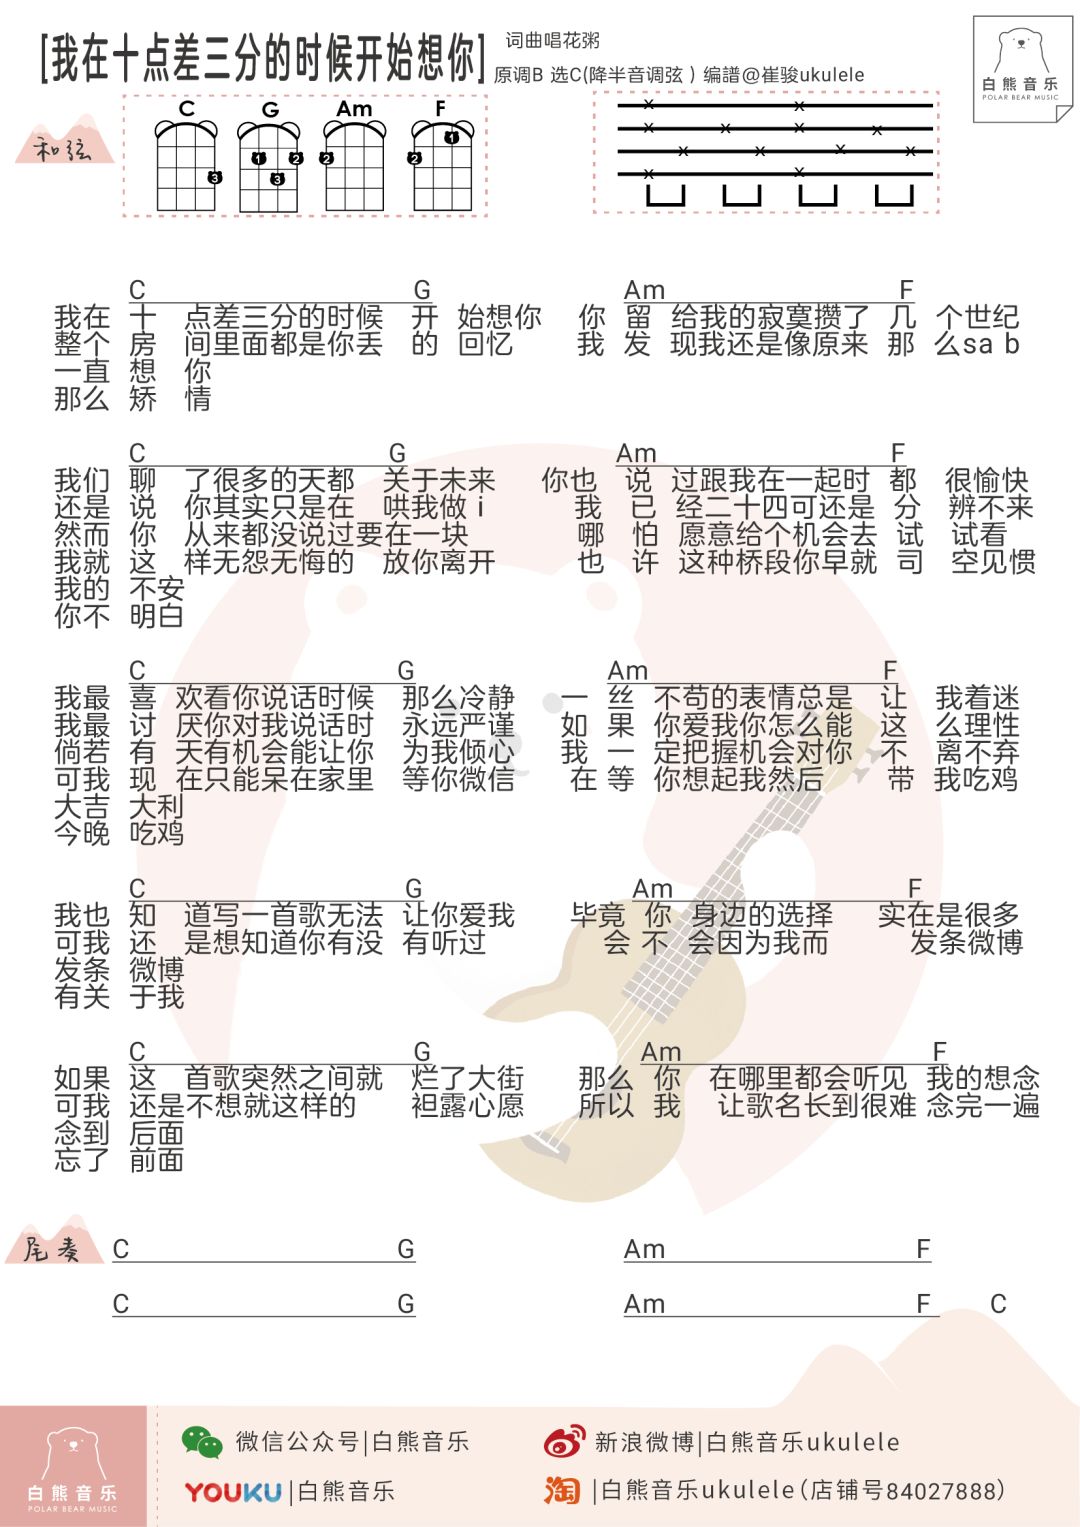 [我在十点差三分的时候开始想你]
词曲唱花粥
原调B 选C(降半音调弦) 编譜@崔骏ukulele
白熊音乐
POLAR BEAR MUSIC
和弦
C G Am F
1 2 3 2 2 1
3
C G Am F
我在 十 点差三分的时候 开 始想你 你 留 给我的寂寞攒了 几 个世纪
整个 房 间里面都是你丢 的 回忆 我 发 现我还是像原来 那 么sa b
一直 想 你
那么 矫 情
C G Am F
我们 聊 了很多的天都 关于未来 你也 说 过跟我在一起时 都 很愉快
还是 说 你其实只是在 哄我做 i 我 已 经二十四可还是 分 辨不来
然而 你 从来都没说过要在一块 哪 怕 愿意给个机会去 试 试看
我就 这 样无怨无悔的 放你离开 也 许 这种桥段你早就 司 空见惯
我的 不安
你不 明白
C G Am F
我最 喜 欢看你说话时候 那么冷静 一 丝 不苟的表情总是 让 我着迷
我最 讨 厌你对我说话时 永远严谨 如 果 你爱我你怎么能 这 么理性
倘若 有 天有机会能让你 为我倾心 我 一 定把握机会对你 不 离不弃
可我 现 在只能呆在家里 等你微信 在 等 你想起我然后 带 我吃鸡
大吉 大利
今晚 吃鸡
C G Am F
我也 知 道写一首歌无法 让你爱我 毕竟 你 身边的选择 实在是很多
可我 还 是想知道你有没 有听过 会 不 会因为我而 发条微博
发条 微博
有关 于我
C G Am F
如果 这 首歌突然之间就 烂了大街 那么 你 在哪里都会听见 我的想念
可我 还是不想就这样的 袒露心愿 所以 我 让歌名长到很难 念完一遍
念到 后面
忘了 前面
尾奏
C G Am F
C G Am F C
白熊音乐
POLAR BEAR MUSIC
微信公众号|白熊音乐
新浪微博|白熊音乐ukulele
YOUKU |白熊音乐
淘 |白熊音乐ukulele(店铺号84027888)